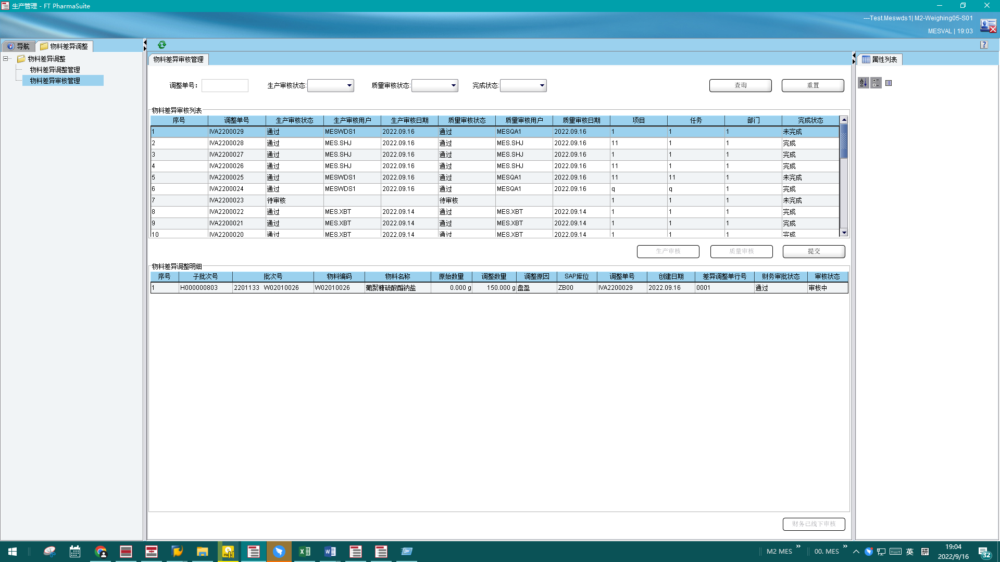 生产管理 - FT PharmaSuite
---Test.Meswds1| M2-Weighing05-S01
MESVAL | 19:03
导航 物料差异调整
物料差异调整
物料差异调整管理
物料差异审核管理
物料差异审核管理
属性列表
调整单号: 生产审核状态: 质量审核状态: 完成状态: 查询 重置
物料差异审核列表
序号 调整单号 生产审核状态 生产审核用户 生产审核日期 质量审核状态 质量审核用户 质量审核日期 项目 任务 部门 完成状态
1 IVA2200029 通过 MESWDS1 2022.09.16 通过 MESQA1 2022.09.16 1 1 1 未完成
2 IVA2200028 通过 MES.SHJ 2022.09.16 通过 MES.SHJ 2022.09.16 11 1 1 完成
3 IVA2200027 通过 MES.SHJ 2022.09.16 通过 MES.SHJ 2022.09.16 1 1 1 完成
4 IVA2200026 通过 MES.SHJ 2022.09.16 通过 MES.SHJ 2022.09.16 11 1 1 完成
5 IVA2200025 通过 MESWDS1 2022.09.16 通过 MESQA1 2022.09.16 11 11 1 未完成
6 IVA2200024 通过 MESWDS1 2022.09.16 通过 MESQA1 2022.09.16 q q 1 完成
7 IVA2200023 待审核 待审核 1 1 1 未完成
8 IVA2200022 通过 MES.XBT 2022.09.14 通过 MES.XBT 2022.09.14 1 1 1 完成
9 IVA2200021 通过 MES.XBT 2022.09.14 通过 MES.XBT 2022.09.14 1 1 1 完成
10 IVA2200020 通过 MES.XBT 2022.09.14 通过 MES.XBT 2022.09.14 1 1 1 完成
生产审核 质量审核 提交
物料差异调整明细
序号 子批次号 批次号 物料编码 物料名称 原始数量 调整数量 调整原因 SAP库位 调整单号 创建日期 差异调整单行号 财务审批状态 审核状态
1 H000000803 2201133 W02010026 W02010026 葡聚糖硫酸酯钠盐 0.000 g 150.000 g 盘盈 ZB00 IVA2200029 2022.09.16 0001 通过 审核中
财务已线下审核
M2 MES 00. MES 英 拼 19:04
2022/9/16 32